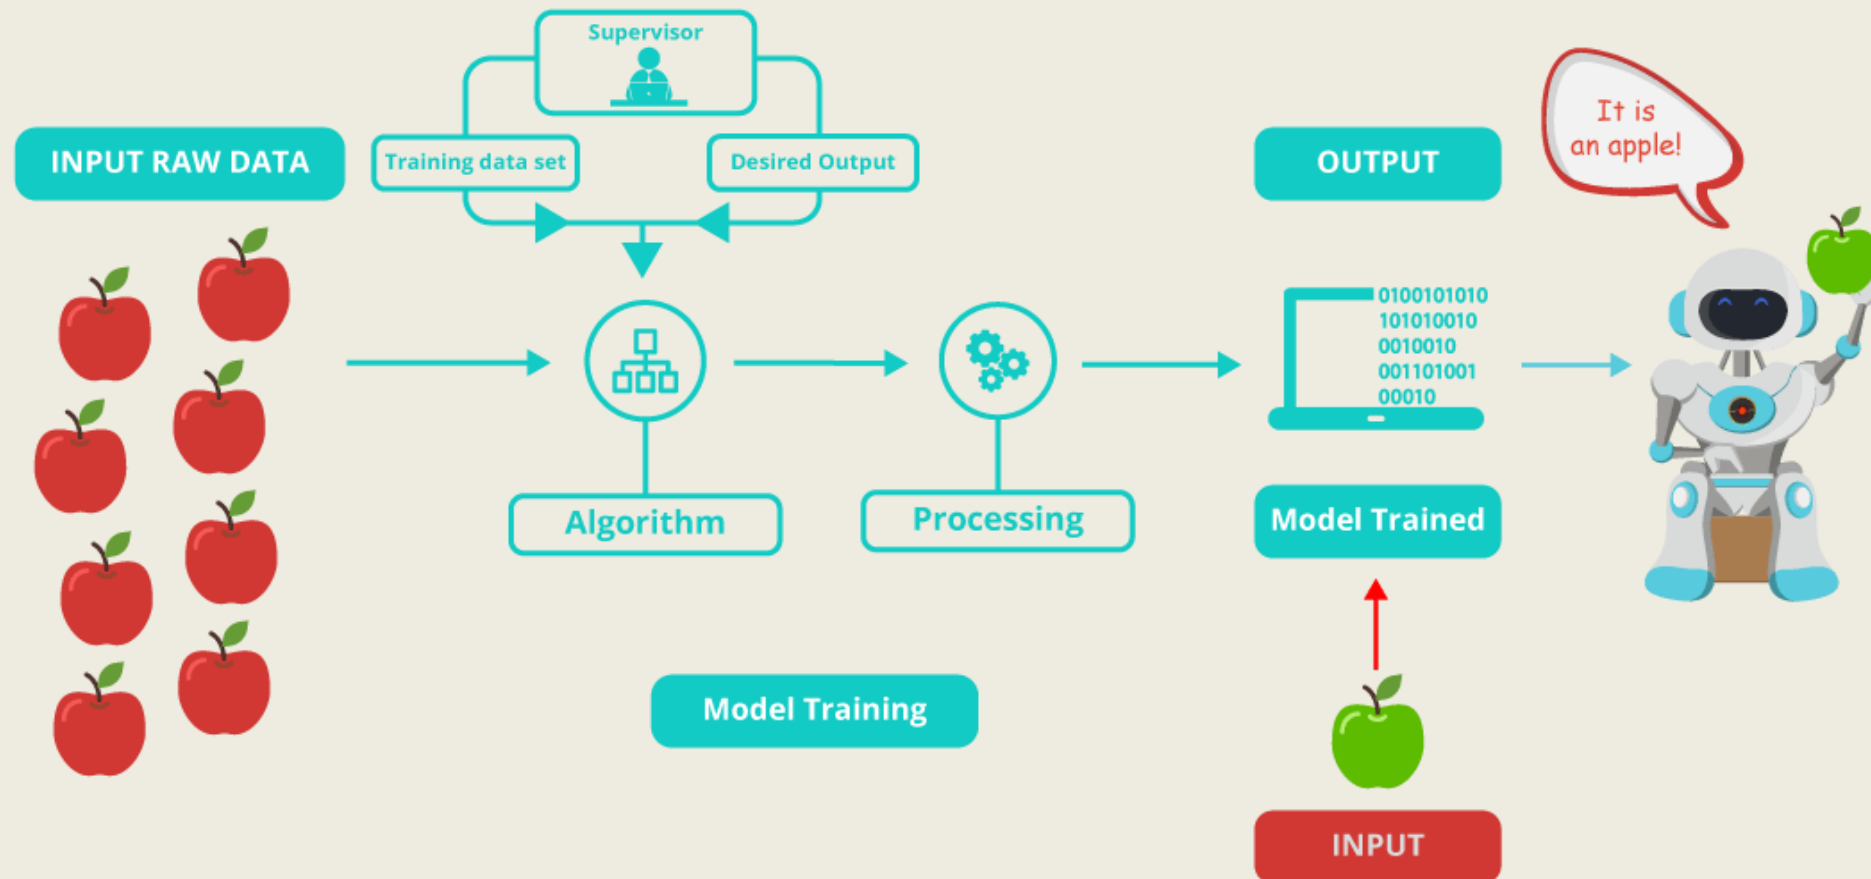 Supervisor
INPUT RAW DATA
Training data set
Desired Output
OUTPUT
It is
an apple!
0100101010
101010010
0010010
001101001
00010
Algorithm
Processing
Model Trained
Model Training
INPUT